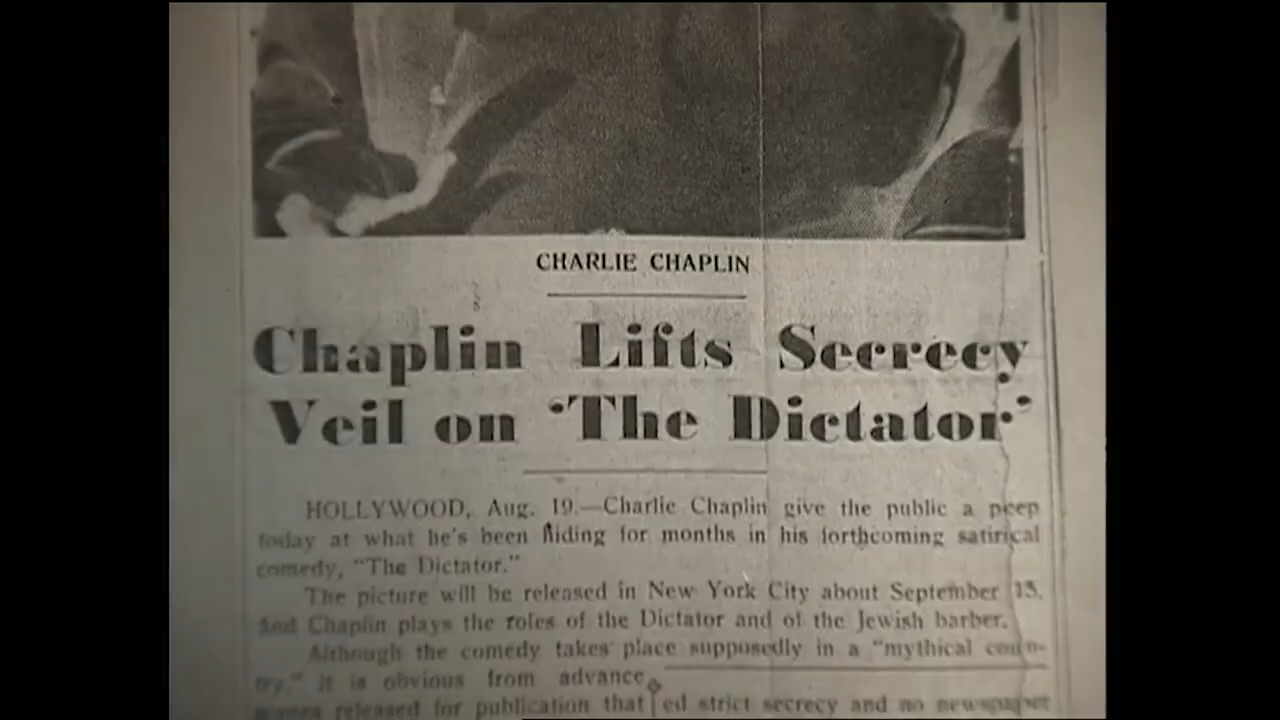 CHARLIE CHAPLIN
Chaplin Lifts Secrecy
Veil on 'The Dictator'
HOLLYWOOD, Aug. 19.—Charlie Chaplin give the public a peep
today at what he's been hiding for months in his forthcoming satirical
comedy, "The Dictator."
The picture will be released in New York City about September 15,
and Chaplin plays the roles of the Dictator and of the Jewish barber.
Although the comedy takes place supposedly in a "mythical coun-
try," it is obvious from advance
released for publication that
ed strict secrecy and no newspaper